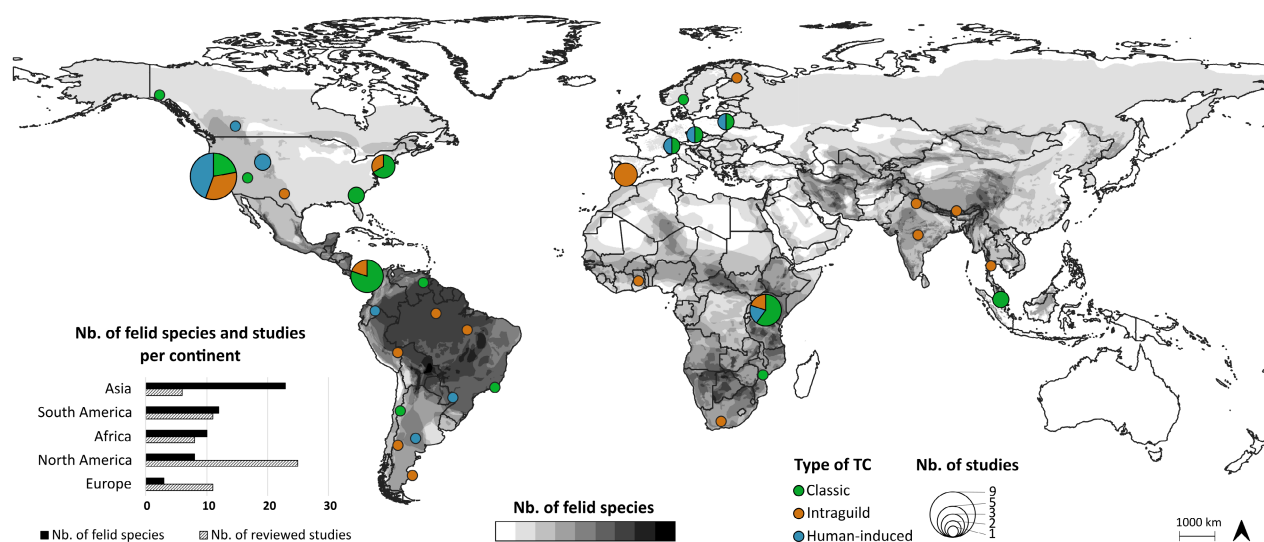 Nb. of felid species and studies
per continent
Asia
South America
Africa
North America
Europe
0 10 20 30
Nb. of felid species Nb. of reviewed studies
Nb. of felid species
Type of TC
Classic
Intraguild
Human-induced
Nb. of studies
9
5
3
2
1
1000 km